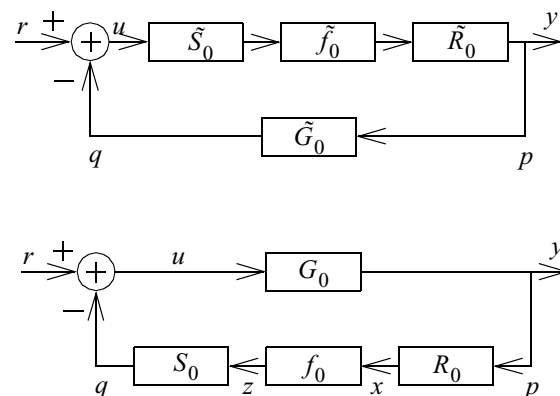 r + u S̃₀ f̃₀ R̃₀ y
+
−
G̃₀
q p
r + u G₀ y
+
−
S₀ f₀ R₀
q z x p